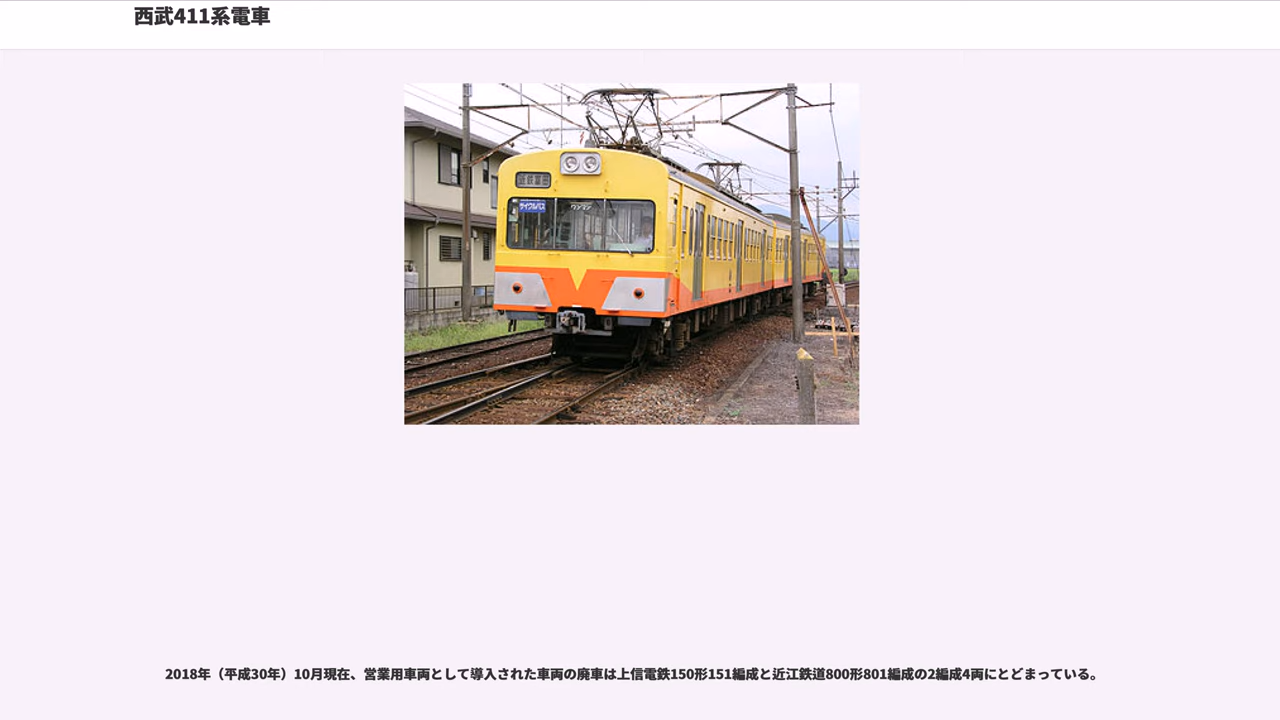 西武411系電車
ワンマン
2018年（平成30年）10月現在、営業用車両として導入された車両の廃車は上信電鉄150形151編成と近江鉄道800形801編成の2編成4両にとどまっている。